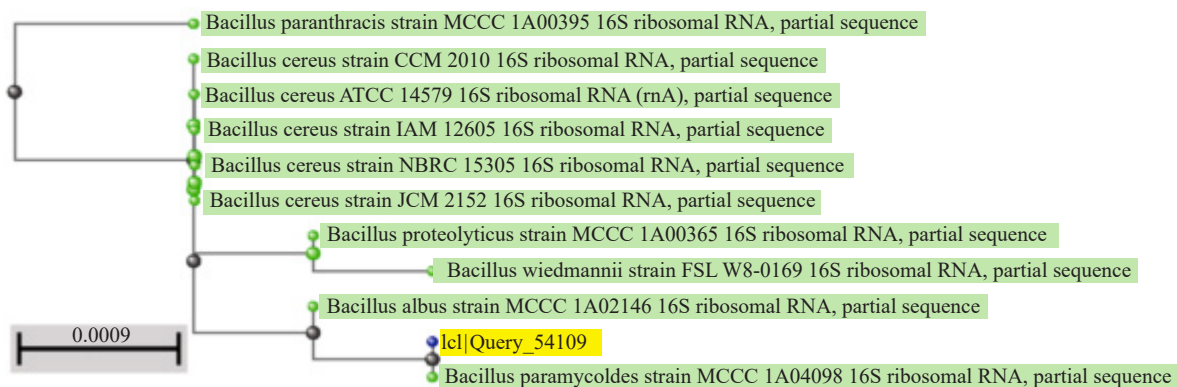 Bacillus paranthracis strain MCCC 1A00395 16S ribosomal RNA, partial sequence
Bacillus cereus strain CCM 2010 16S ribosomal RNA, partial sequence
Bacillus cereus ATCC 14579 16S ribosomal RNA (rnA), partial sequence
Bacillus cereus strain IAM 12605 16S ribosomal RNA, partial sequence
Bacillus cereus strain NBRC 15305 16S ribosomal RNA, partial sequence
Bacillus cereus strain JCM 2152 16S ribosomal RNA, partial sequence
Bacillus proteolyticus strain MCCC 1A00365 16S ribosomal RNA, partial sequence
Bacillus wiedmannii strain FSL W8-0169 16S ribosomal RNA, partial sequence
Bacillus albus strain MCCC 1A02146 16S ribosomal RNA, partial sequence
0.0009
lcl|Query_54109
Bacillus paramycoldes strain MCCC 1A04098 16S ribosomal RNA, partial sequence